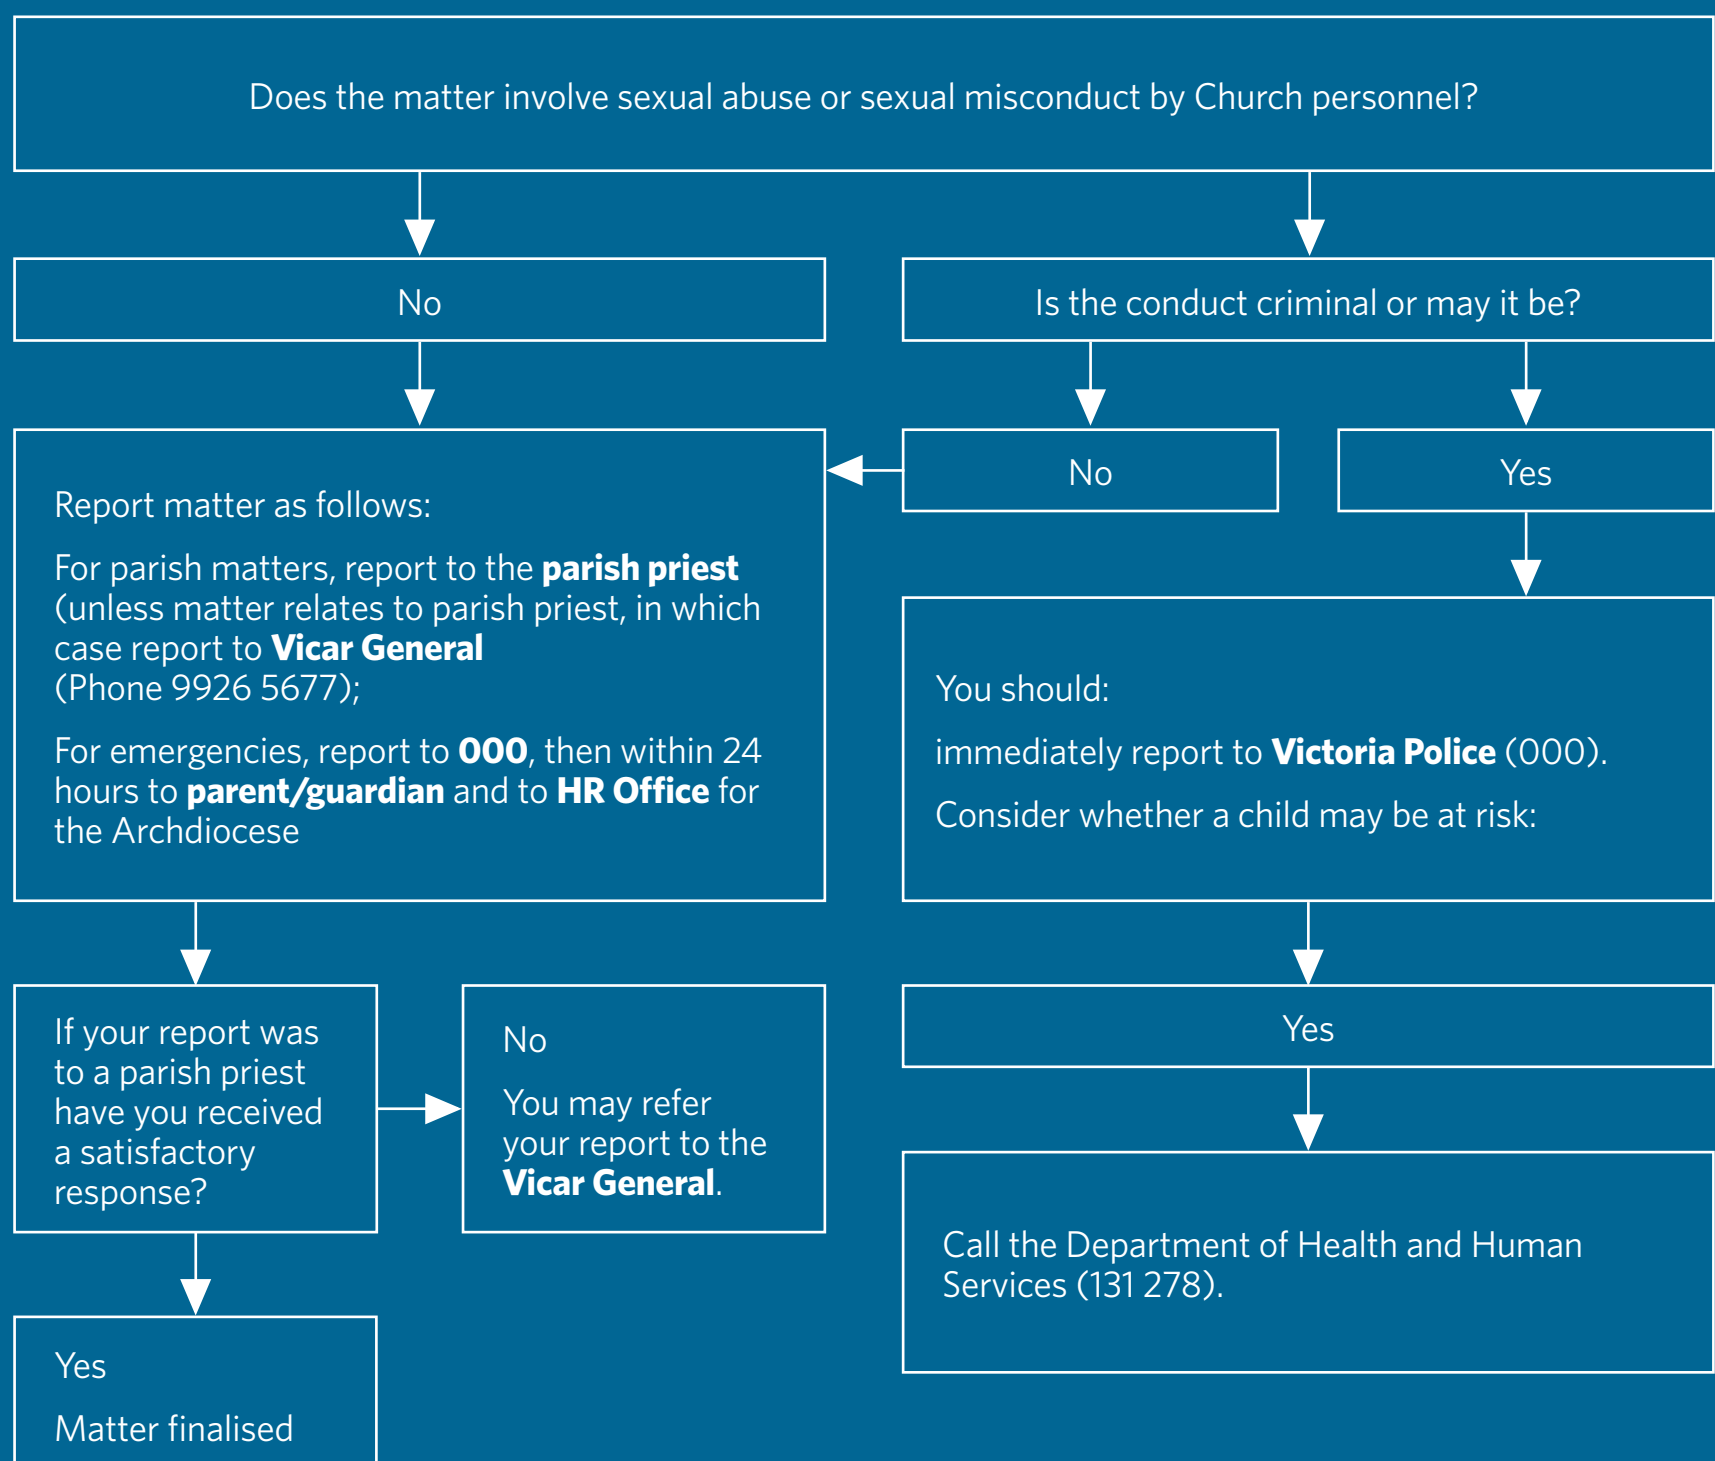 Does the matter involve sexual abuse or sexual misconduct by Church personnel?
No
Is the conduct criminal or may it be?
Report matter as follows:
For parish matters, report to the parish priest
(unless matter relates to parish priest, in which
case report to Vicar General
(Phone 9926 5677);
For emergencies, report to 000, then within 24
hours to parent/guardian and to HR Office for
the Archdiocese
No
Yes
You should:
immediately report to Victoria Police (000).
Consider whether a child may be at risk:
If your report was
to a parish priest
have you received
a satisfactory
response?
No
You may refer
your report to the
Vicar General.
Yes
Call the Department of Health and Human
Services (131 278).
Yes
Matter finalised